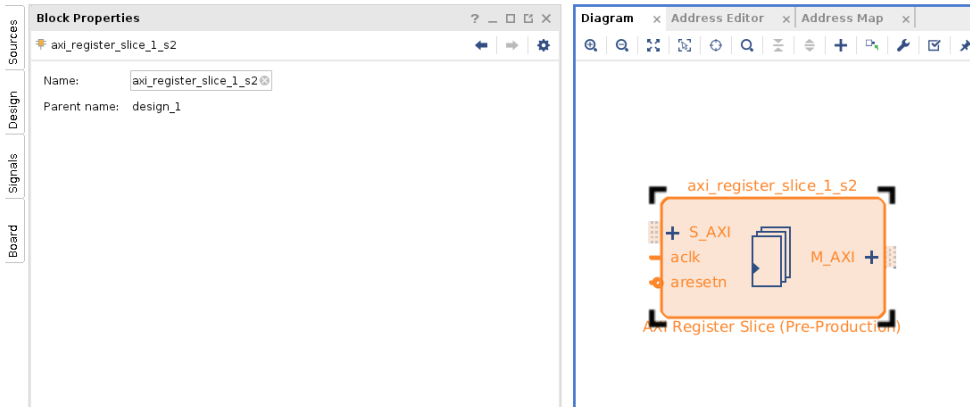 Sources
Design
Signals
Board
Block Properties
?
axi_register_slice_1_s2
Name: axi_register_slice_1_s2
Parent name: design_1
Diagram
Address Editor
Address Map
axi_register_slice_1_s2
S_AXI
aclk
aresetn
M_AXI
AXI Register Slice (Pre-Production)